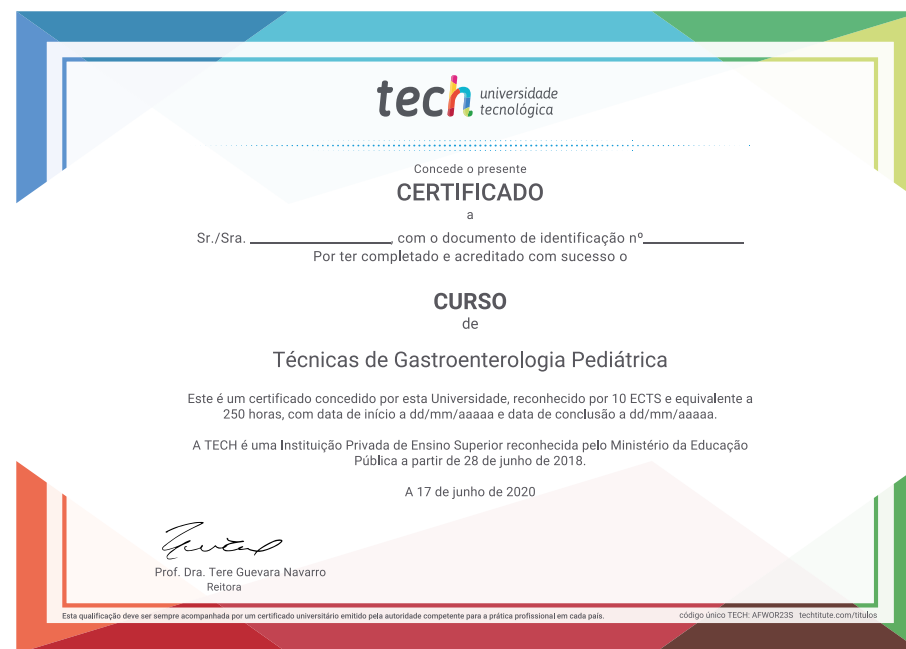 tech universidade
tecnológica
Concede o presente
CERTIFICADO
a
Sr./Sra. ____________________, com o documento de identificação nº______________
Por ter completado e acreditado com sucesso o
CURSO
de
Técnicas de Gastroenterologia Pediátrica
Este é um certificado concedido por esta Universidade, reconhecido por 10 ECTS e equivalente a
250 horas, com data de início a dd/mm/aaaaa e data de conclusão a dd/mm/aaaaa.
A TECH é uma Instituição Privada de Ensino Superior reconhecida pelo Ministério da Educação
Pública a partir de 28 de junho de 2018.
A 17 de junho de 2020
Prof. Dra. Tere Guevara Navarro
Reitora
Esta qualificação deve ser sempre acompanhada por um certificado universitário emitido pela autoridade competente para a prática profissional em cada país.
código único TECH: AFWOR23S techtitute.com/titulos